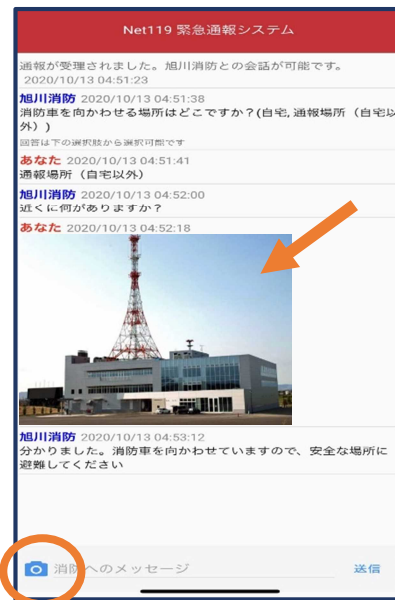 Net119 緊急通報システム
通報が受理されました。旭川消防との会話が可能です。
2020/10/13 04:51:23
旭川消防 2020/10/13 04:51:38
消防車を向かわせる場所はどこですか？(自宅, 通報場所（自宅以
外）)
回答は下の選択肢から選択可能です
あなた 2020/10/13 04:51:41
通報場所（自宅以外）
旭川消防 2020/10/13 04:52:00
近くに何がありますか？
あなた 2020/10/13 04:52:18
旭川消防 2020/10/13 04:53:12
分かりました。消防車を向かわせていますので、安全な場所に
避難してください
消防へのメッセージ
送信